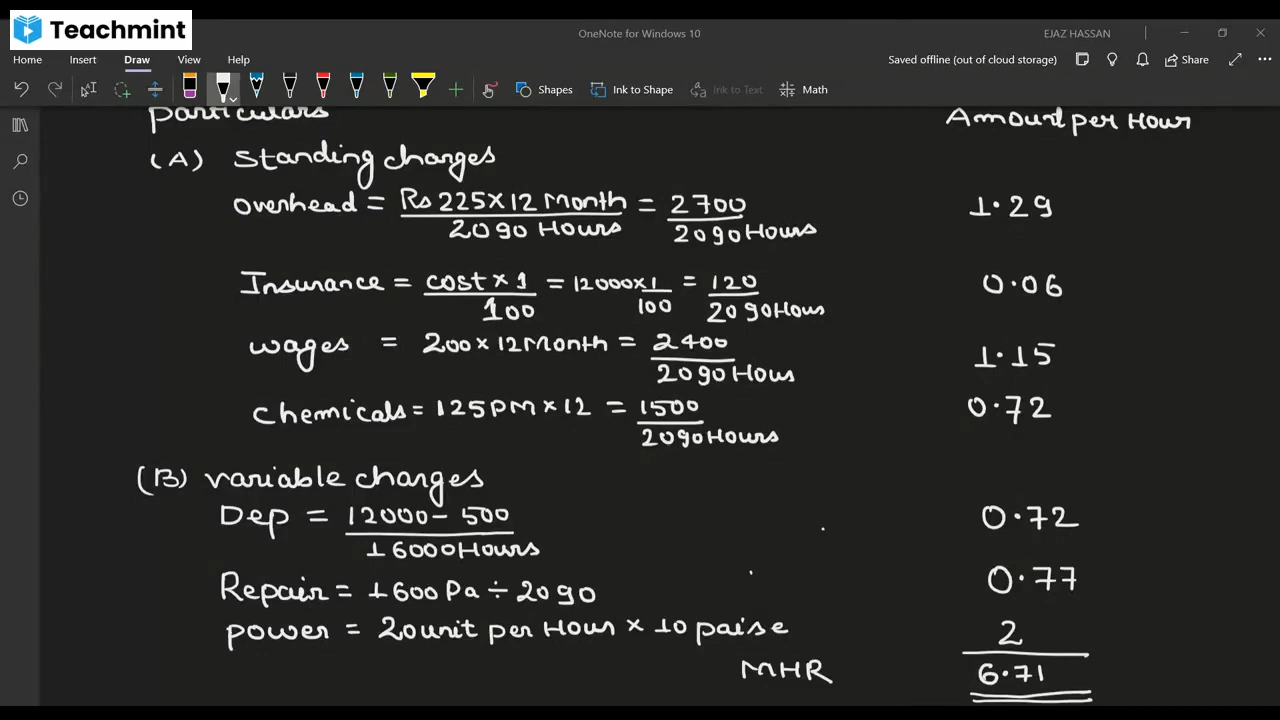 Teachmint
OneNote for Windows 10
EJAZ HASSAN
Home Insert Draw View Help
Saved offline (out of cloud storage)
Share
Shapes Ink to Shape Ink to Text Math
particulars Amount per Hour
(A) Standing charges
overhead = Rs 225 × 12 Month / 2090 Hours = 2700 / 2090 Hours 1.29
Insurance = cost × 1 / 100 = 12000 × 1 / 100 = 120 / 2090 Hours 0.06
wages = 200 × 12 Month = 2400 / 2090 Hous 1.15
chemicals = 125 PM × 12 = 1500 / 2090 Hours 0.72
(B) variable charges
Dep = 12000 - 500 / 16000 Hours 0.72
Repair = 1600 Pa ÷ 2090 0.77
power = 20 unit per Hour × 10 paise 2
MHR 6.71